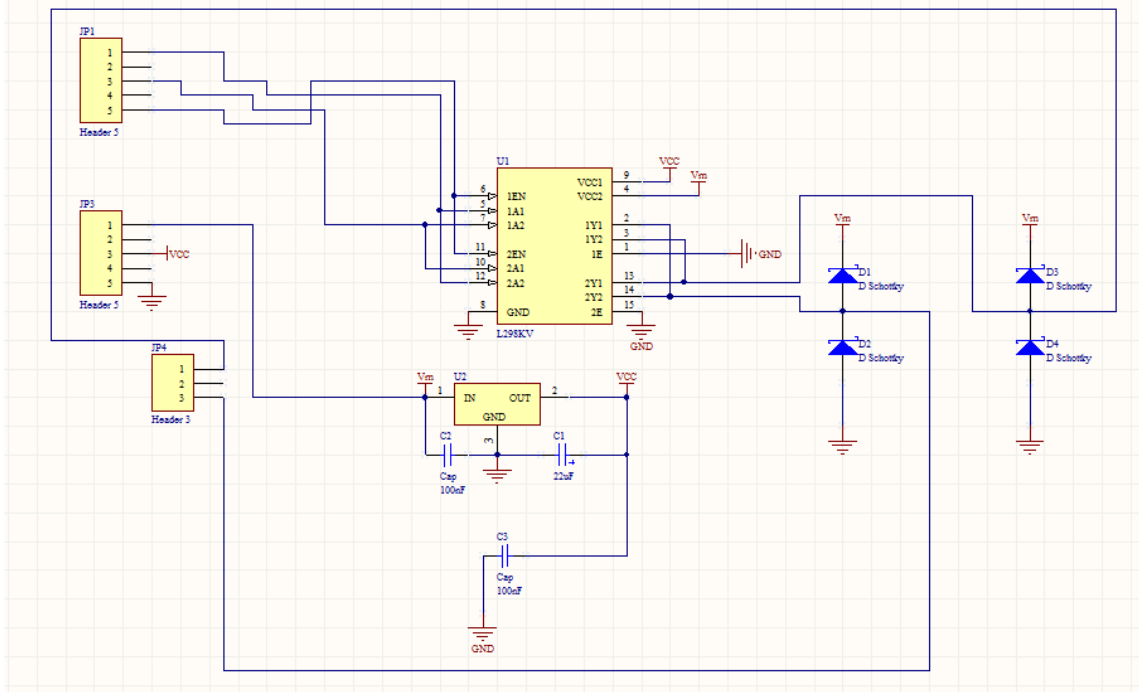 JP1
1
2
3
4
5
Header 5
JP3
1
2
3
4
5
VCC
Header 5
JP4
1
2
3
Header 3
U1
6 1EN
5 1A1
7 1A2
11 2EN
10 2A1
12 2A2
8 GND
VCC1 9
VCC2 4
1Y1 2
1Y2 3
1E 1
2Y1 13
2Y2 14
2E 15
L298KV
VCC
Vm
GND
GND
Vm
D1
D Schottky
D2
D Schottky
Vm
D3
D Schottky
D4
D Schottky
Vm
U2
VCC
1 IN OUT 2
GND
3
C2
Cap
100nF
C1
22uF
C3
Cap
100nF
GND